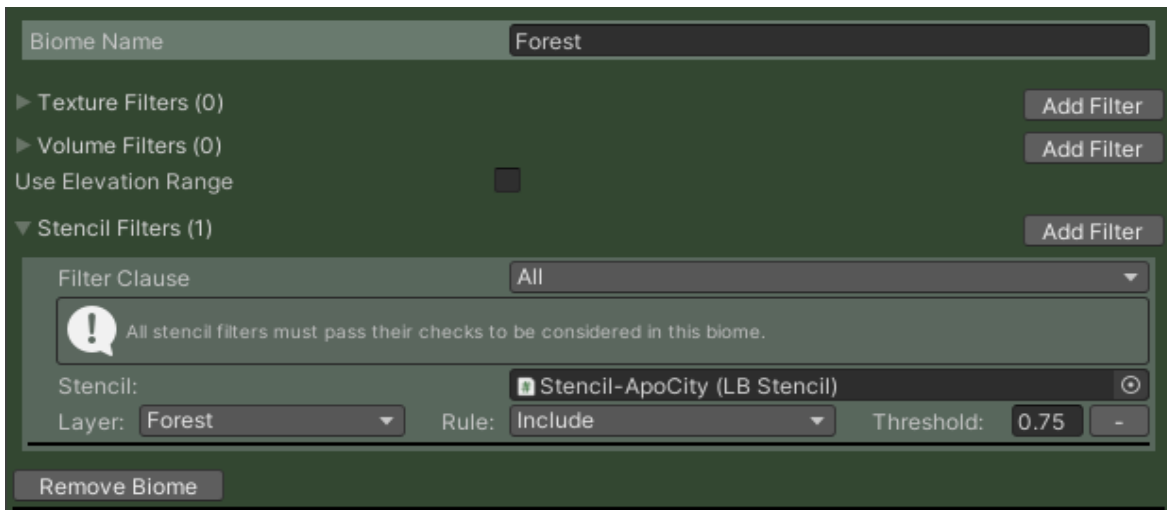 Biome Name Forest
Texture Filters (0) Add Filter
Volume Filters (0) Add Filter
Use Elevation Range
Stencil Filters (1) Add Filter
Filter Clause All
All stencil filters must pass their checks to be considered in this biome.
Stencil: Stencil-ApoCity (LB Stencil)
Layer: Forest Rule: Include Threshold: 0.75 -
Remove Biome